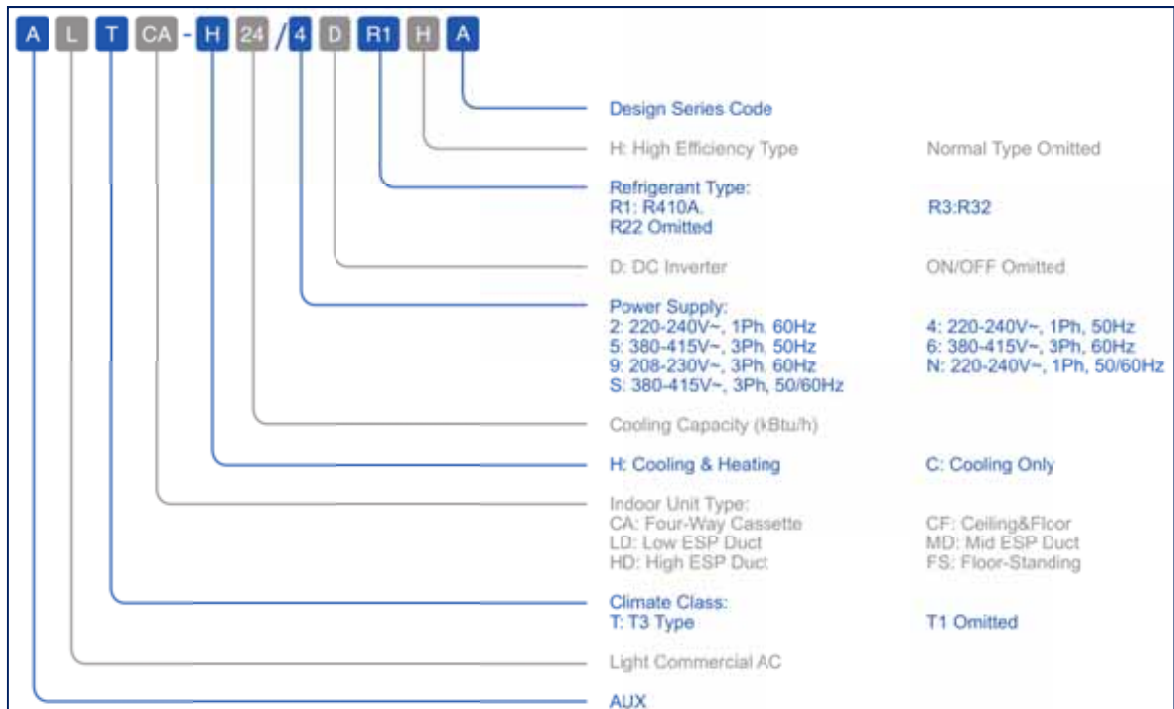 A L T CA - H 24 / 4 D R1 H A
Design Series Code
H: High Efficiency Type Normal Type Omitted
Refrigerant Type:
R1: R410A, R3:R32
R22 Omitted
D: DC Inverter ON/OFF Omitted
Power Supply:
2: 220-240V~, 1Ph, 60Hz 4: 220-240V~, 1Ph, 50Hz
5: 380-415V~, 3Ph, 50Hz 6: 380-415V~, 3Ph, 60Hz
9: 208-230V~, 3Ph, 60Hz N: 220-240V~, 1Ph, 50/60Hz
S: 380-415V~, 3Ph, 50/60Hz
Cooling Capacity (kBtu/h)
H: Cooling & Heating C: Cooling Only
Indoor Unit Type:
CA: Four-Way Cassette CF: Ceiling&Floor
LD: Low ESP Duct MD: Mid ESP Duct
HD: High ESP Duct FS: Floor-Standing
Climate Class:
T: T3 Type T1 Omitted
Light Commercial AC
AUX